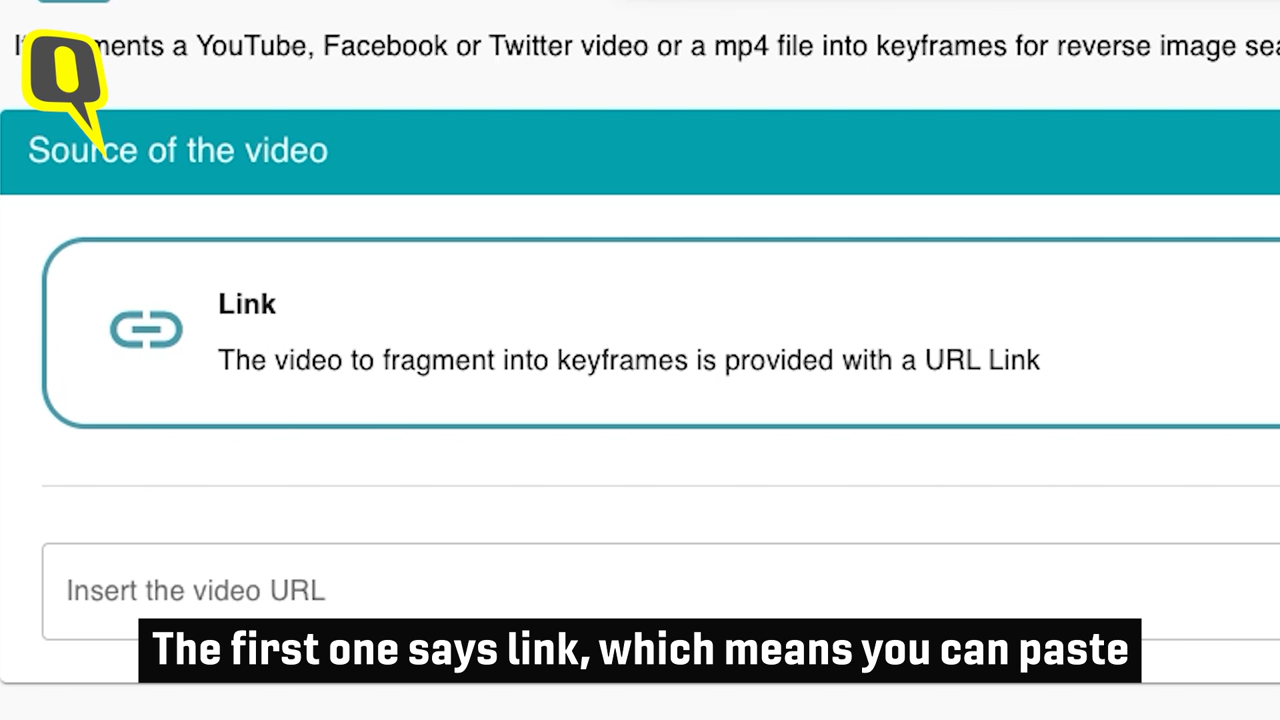 a YouTube, Facebook or Twitter video or a mp4 file into keyframes for reverse image
Source of the video
Link
The video to fragment into keyframes is provided with a URL Link
Insert the video URL
The first one says link, which means you can paste